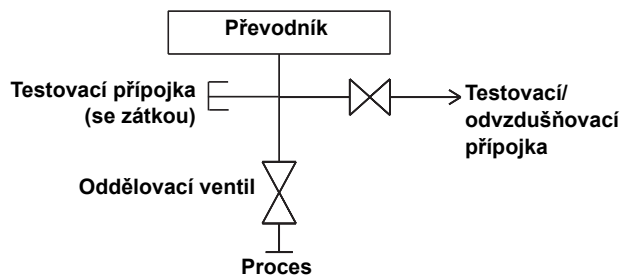 Převodník
Testovací přípojka
(se zátkou)
Testovací/
odvzdušňovací
přípojka
Oddělovací ventil
Proces